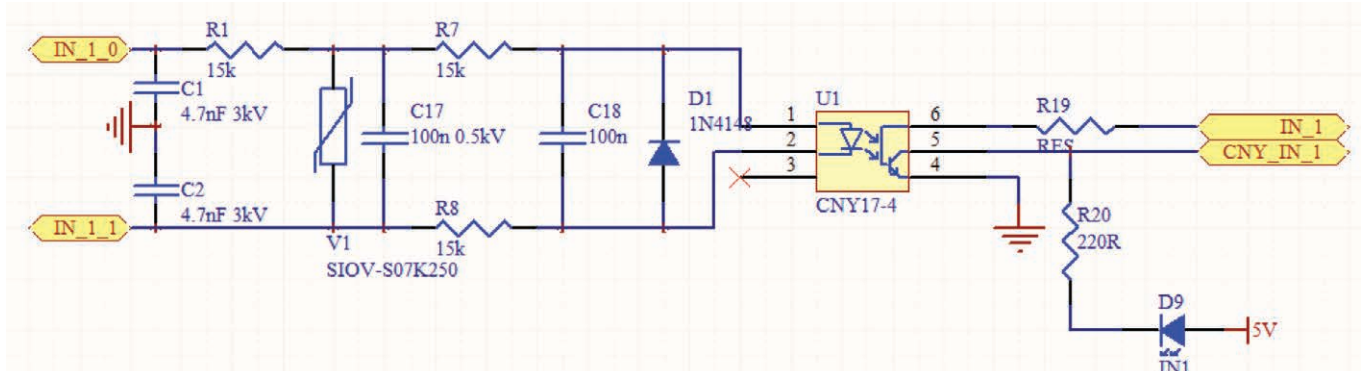 IN_1_0
R1
15k
C1
4.7nF 3kV
C2
4.7nF 3kV
IN_1_1
V1
SIOV-S07K250
C17
100n 0.5kV
R7
15k
R8
15k
C18
100n
D1
1N4148
U1
1
2
3
6
5
4
CNY17-4
R19
RES
IN_1
CNY_IN_1
R20
220R
D9
IN1
5V